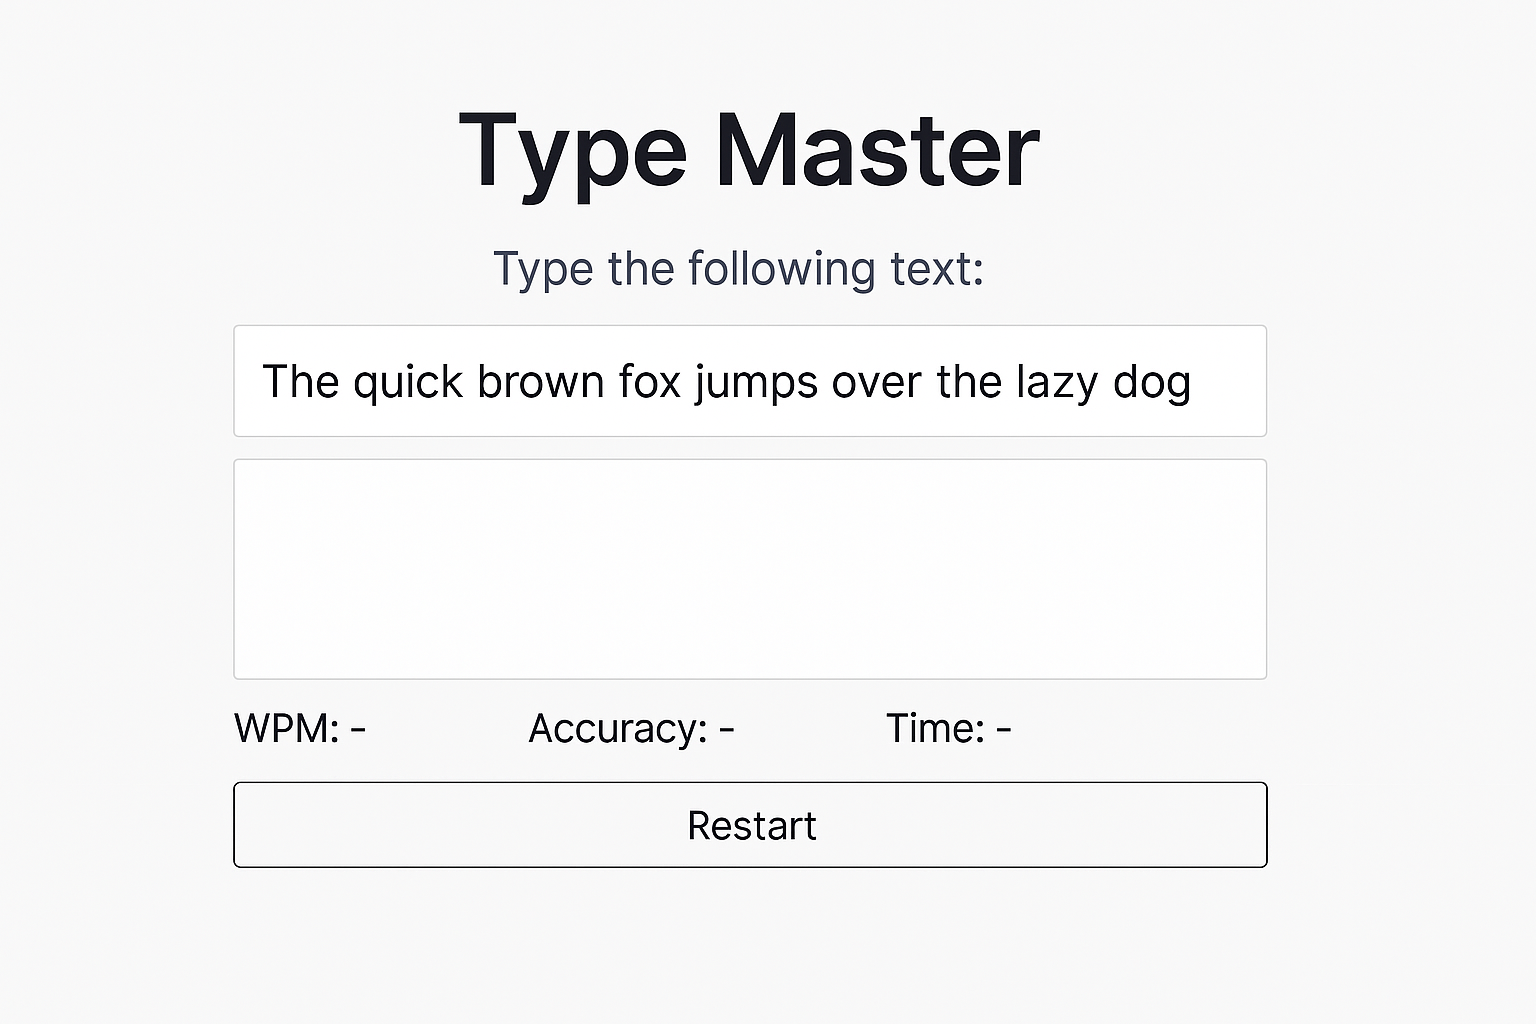 Type Master
Type the following text:
The quick brown fox jumps over the lazy dog
WPM: - Accuracy: - Time: -
Restart